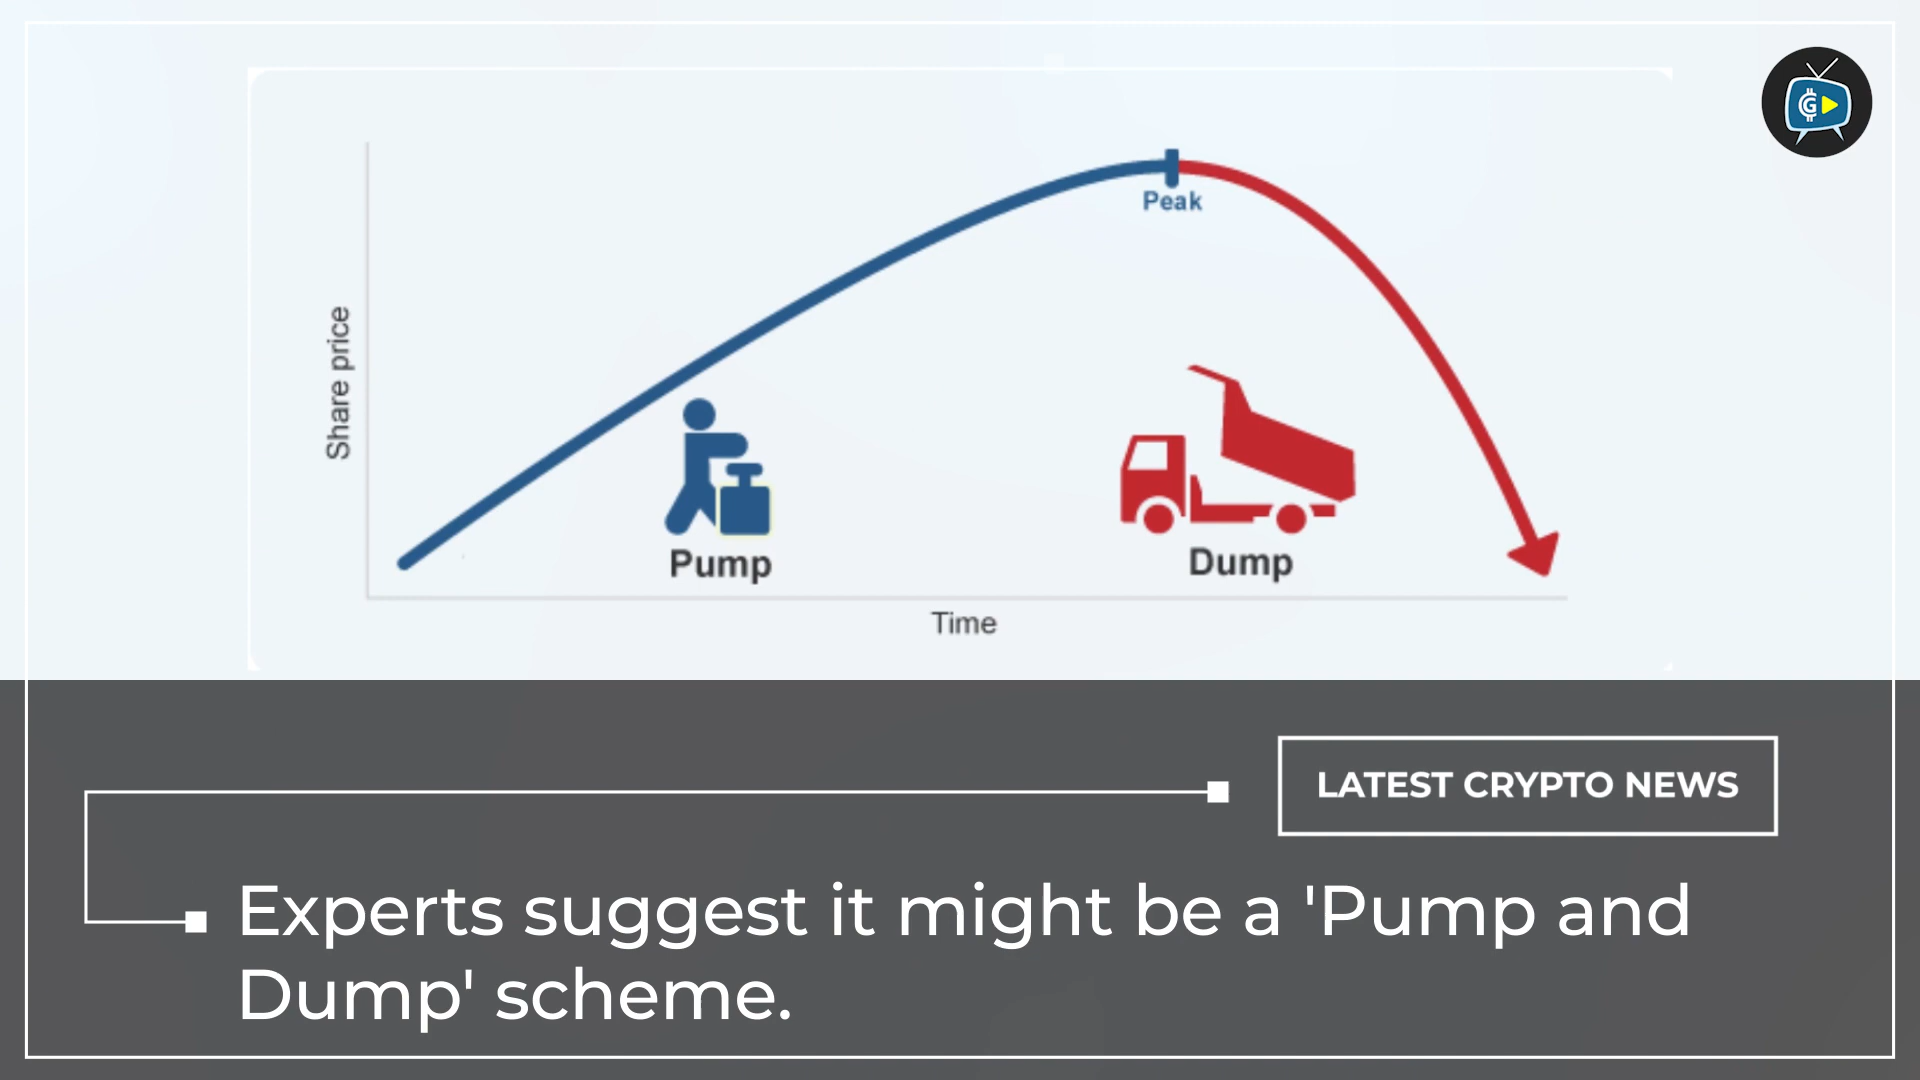 Peak
Share price
Pump
Dump
Time
LATEST CRYPTO NEWS
Experts suggest it might be a 'Pump and
Dump' scheme.